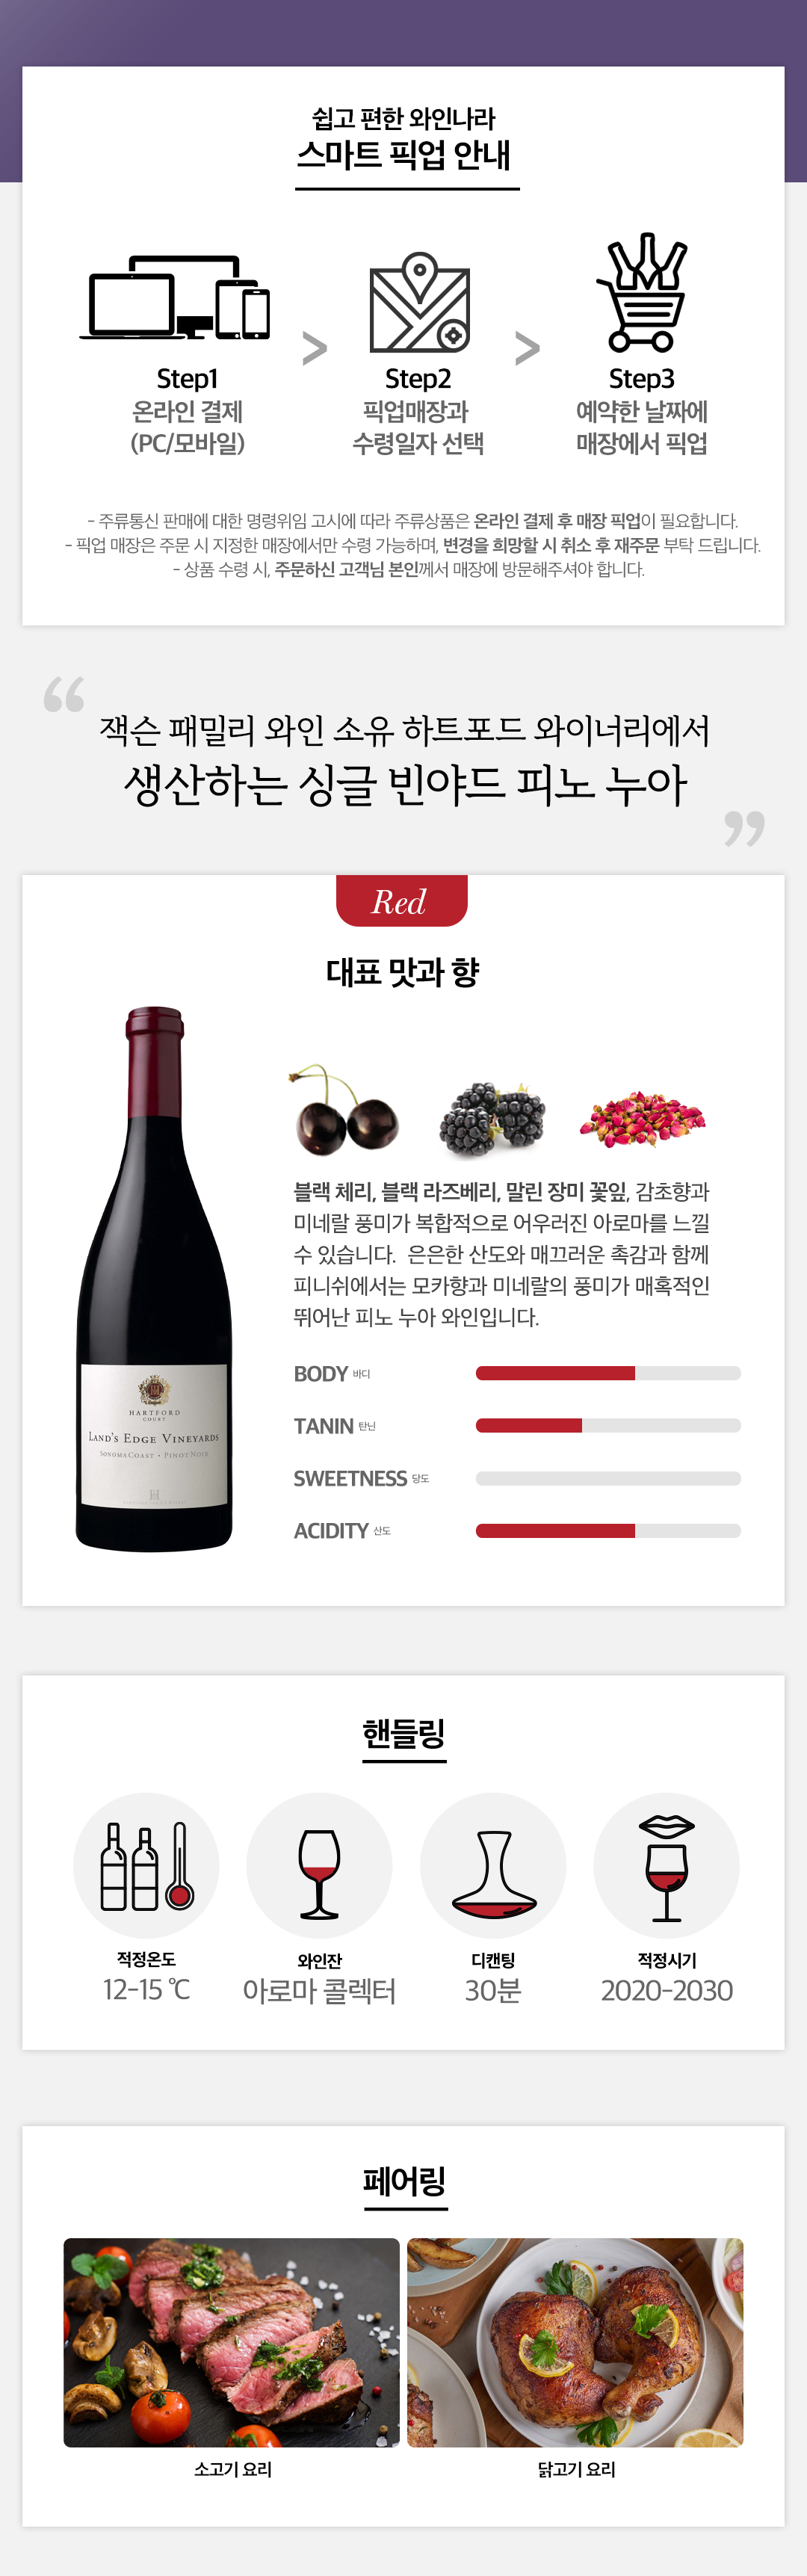 쉽고 편한 와인나라
스마트 픽업 안내
Step1
온라인 결제
(PC/모바일)
>
Step2
픽업매장과
수령일자 선택
>
Step3
예약한 날짜에
매장에서 픽업
- 주류통신 판매에 대한 명령위임 고시에 따라 주류상품은 온라인 결제 후 매장 픽업이 필요합니다.
- 픽업 매장은 주문 시 지정한 매장에서만 수령 가능하며, 변경을 희망할 시 취소 후 재주문 부탁 드립니다.
- 상품 수령 시, 주문하신 고객님 본인께서 매장에 방문해주셔야 합니다.
“
잭슨 패밀리 와인 소유 하트포드 와이너리에서
생산하는 싱글 빈야드 피노 누아
”
Red
대표 맛과 향
블랙 체리, 블랙 라즈베리, 말린 장미 꽃잎, 감초향과
미네랄 풍미가 복합적으로 어우러진 아로마를 느낄
수 있습니다. 은은한 산도와 매끄러운 촉감과 함께
피니쉬에서는 모카향과 미네랄의 풍미가 매혹적인
뛰어난 피노 누아 와인입니다.
HARTFORD
COURT
LAND'S EDGE VINEYARDS
SONOMA COAST • PINOT NOIR
BODY 바디
TANIN 탄닌
SWEETNESS 당도
ACIDITY 산도
핸들링
적정온도
12-15 ℃
와인잔
아로마 콜렉터
디캔팅
30분
적정시기
2020-2030
페어링
소고기 요리
닭고기 요리